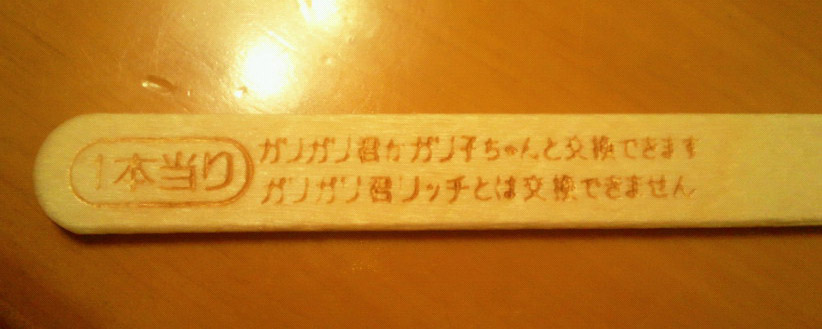 1本当り
ガリガリ君かガリ子ちゃんと交換できます
ガリガリ君リッチとは交換できません